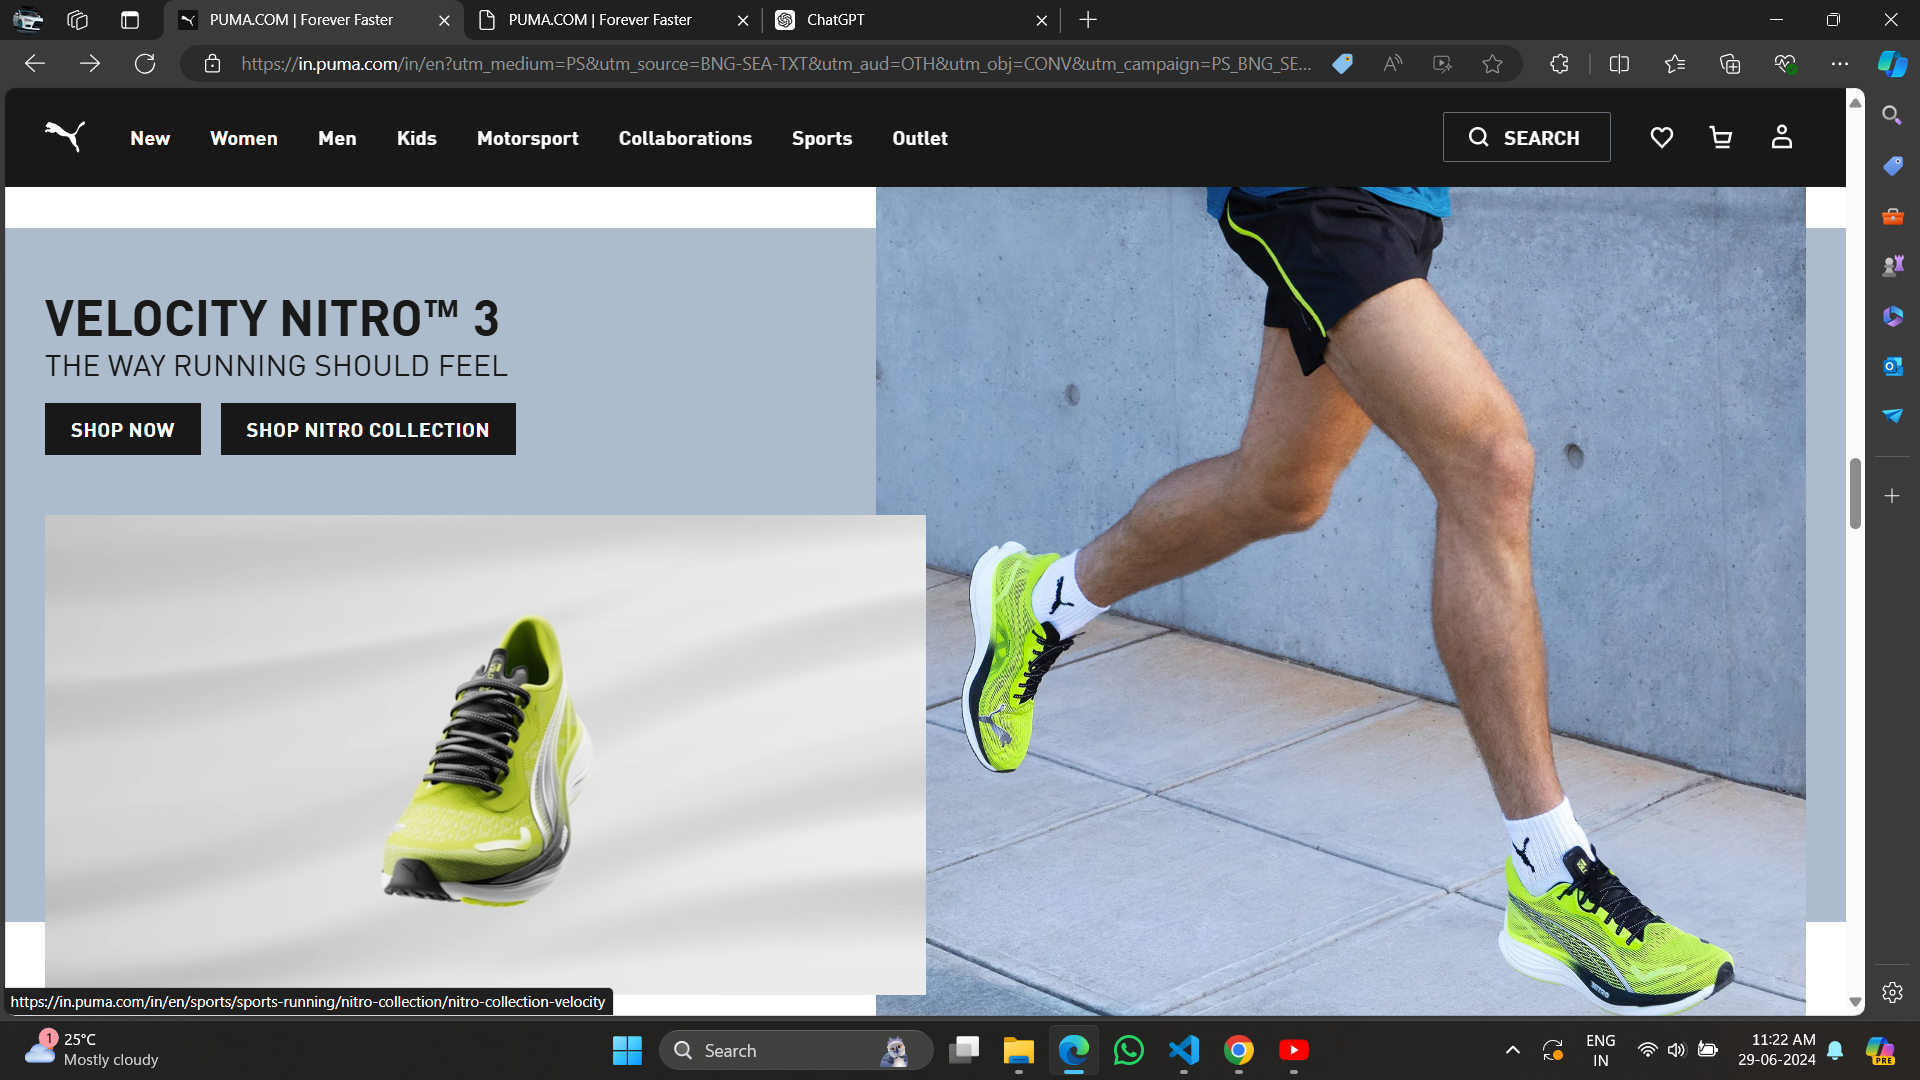 PUMA.COM | Forever Faster
PUMA.COM | Forever Faster
ChatGPT
https://in.puma.com/in/en?utm_medium=PS&utm_source=BNG-SEA-TXT&utm_aud=OTH&utm_obj=CONV&utm_campaign=PS_BNG_SE...
New Women Men Kids Motorsport Collaborations Sports Outlet SEARCH
VELOCITY NITRO™ 3
THE WAY RUNNING SHOULD FEEL
SHOP NOW SHOP NITRO COLLECTION
https://in.puma.com/in/en/sports/sports-running/nitro-collection/nitro-collection-velocity
1
25°C
Mostly cloudy
Search
ENG
IN
11:22 AM
29-06-2024
PRE